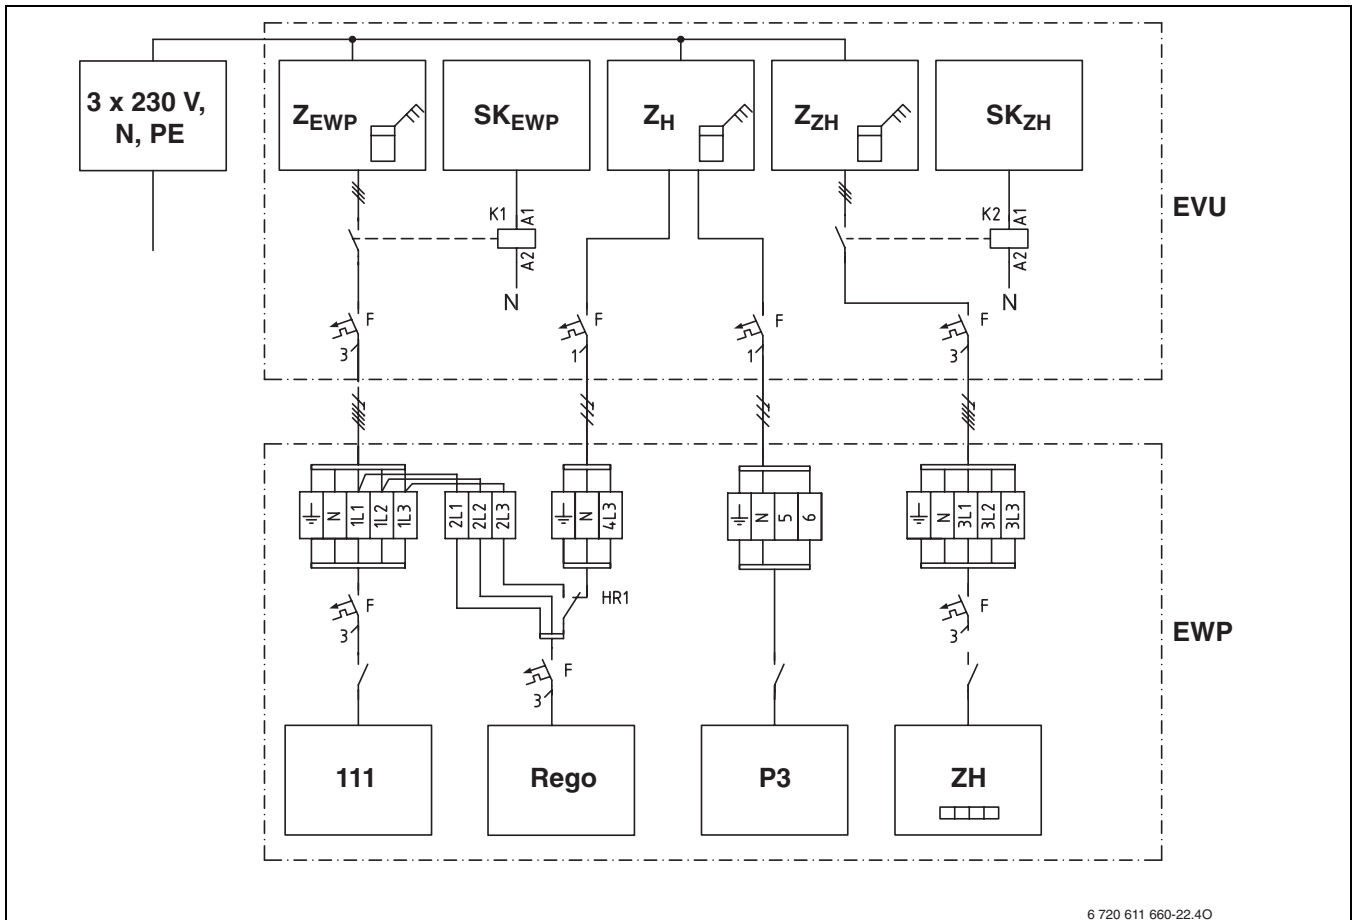 3 x 230 V,
N, PE
ZEWP
SKEWP
ZH
ZZH
SKZH
EVU
K1
A1
A2
N
K2
A1
A2
N
F
3
F
1
F
1
F
3
N
1L1
1L2
1L3
2L1
2L2
2L3
N
4L3
N
5
6
N
3L1
3L2
3L3
HR1
F
3
F
3
F
3
EWP
111
Rego
P3
ZH
6 720 611 660-22.4O